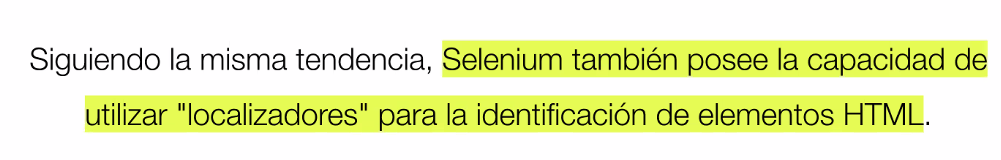 Siguiendo la misma tendencia, Selenium también posee la capacidad de
utilizar "localizadores" para la identificación de elementos HTML.